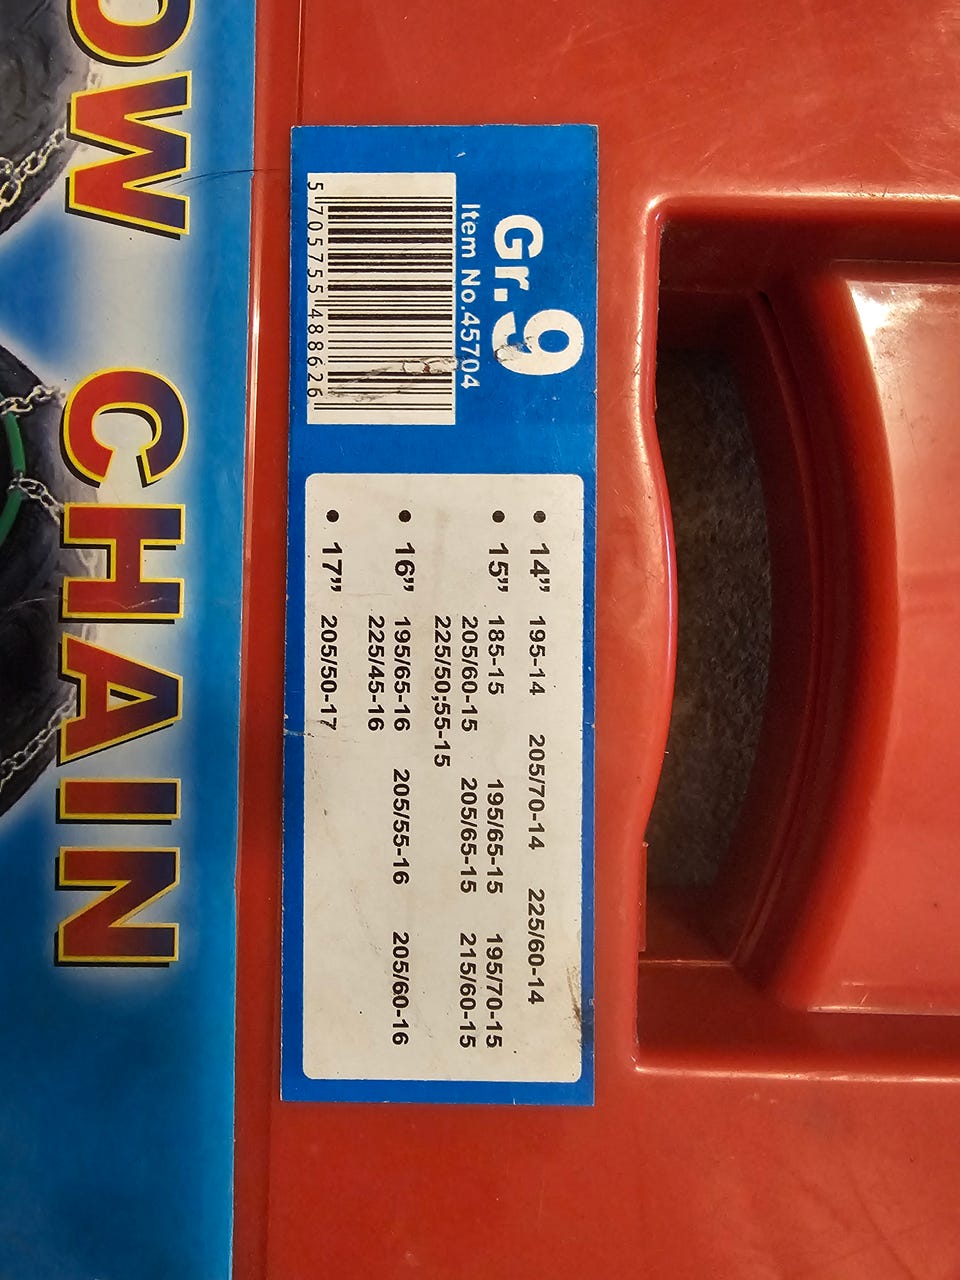 OW CHAIN
Gr.9
Item No.45704
5 705755 488626
• 14” 195-14 205/70-14 225/60-14
• 15” 185-15 195/65-15 195/70-15
205/60-15 205/65-15 215/60-15
225/50;55-15
• 16” 195/65-16 205/55-16 205/60-16
225/45-16
• 17” 205/50-17